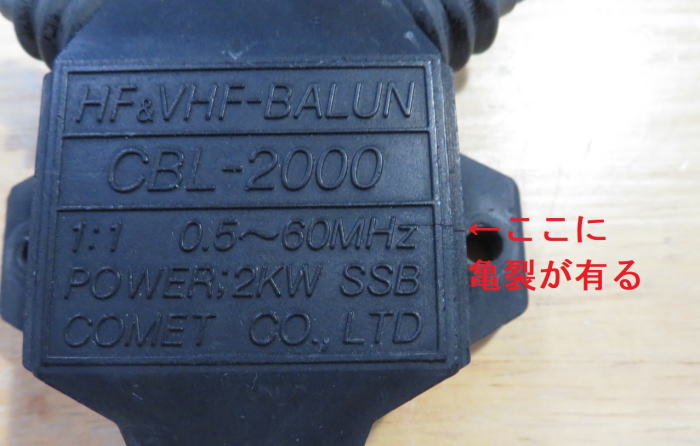 HF&VHF-BALUN
CBL-2000
1:1 0.5～60MHz
←ここに
POWER;2KW SSB
亀裂が有る
COMET CO.,LTD